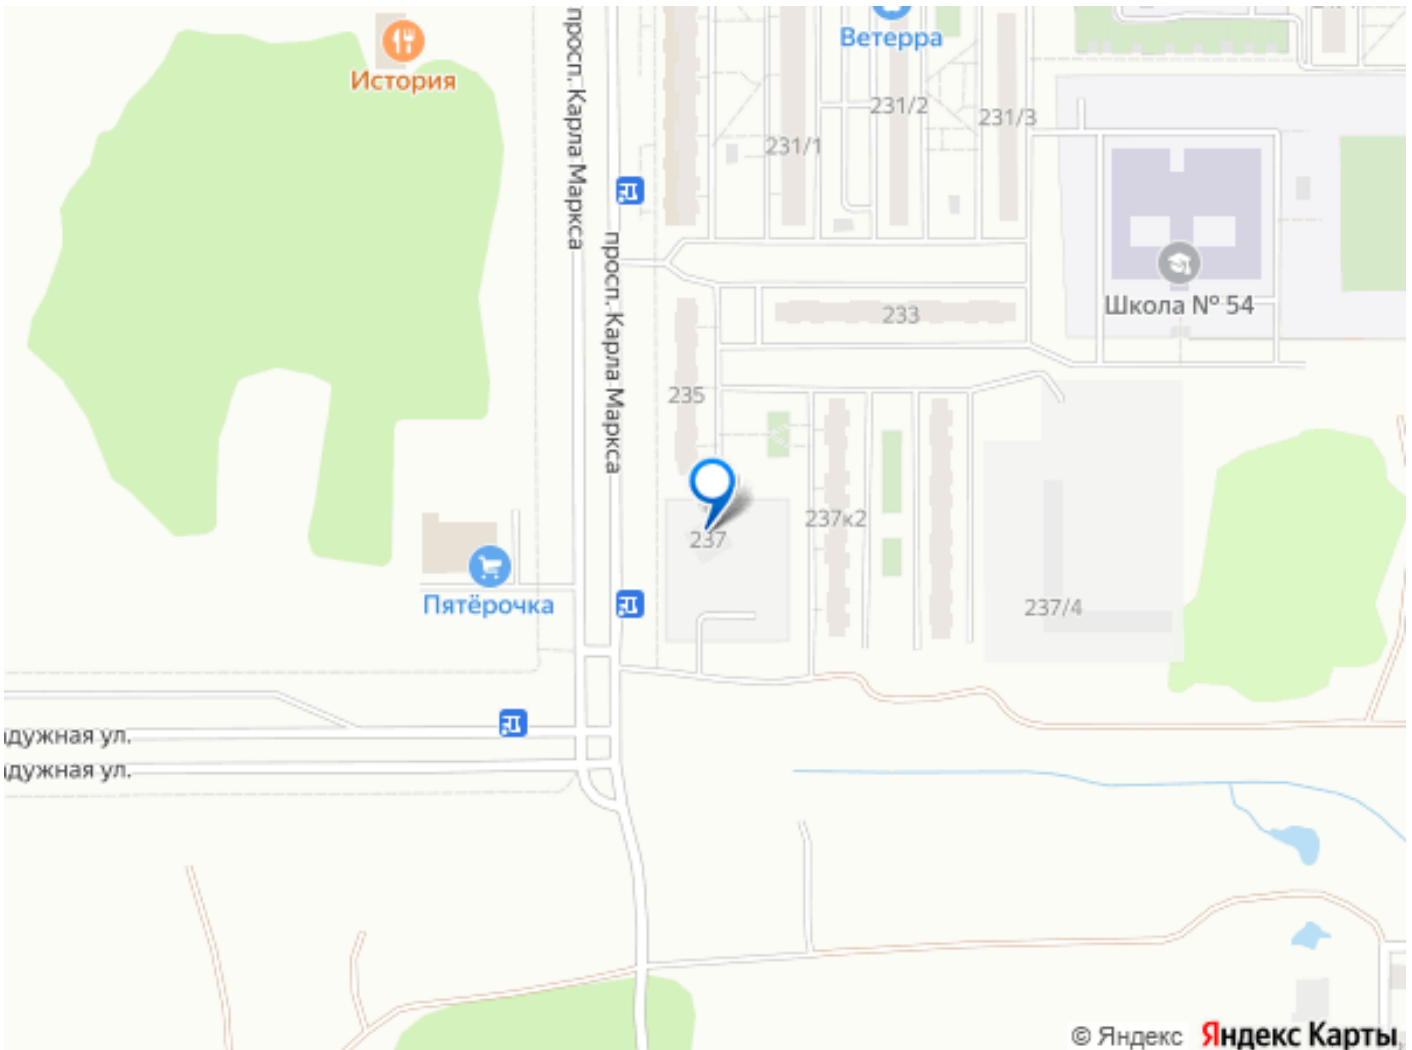 просп. Карла Маркса
История
Ветерра
231/2
231/3
231/1
просп. Карла Маркса
Школа № 54
233
235
237
237к2
Пятёрочка
237/4
дужная ул.
дужная ул.
© Яндекс Яндекс Карты